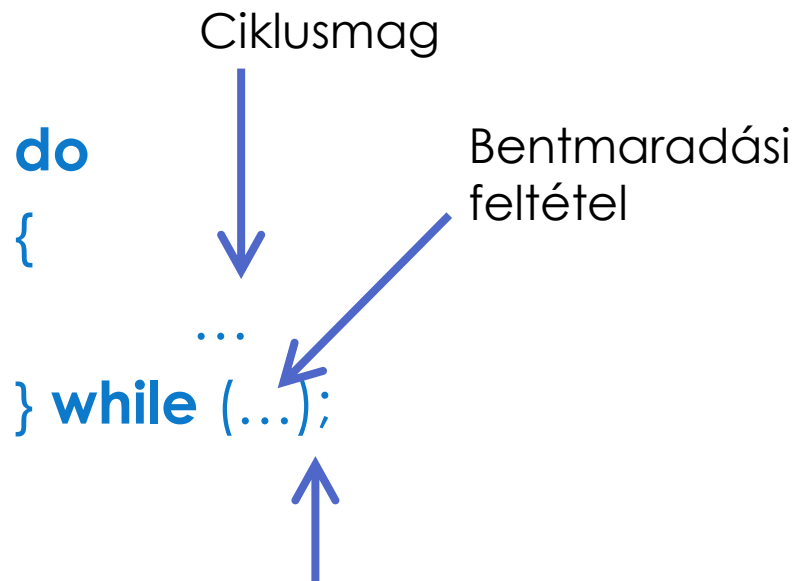 Ciklusmag
do
Bentmaradási
feltétel
{
...
} while (...);